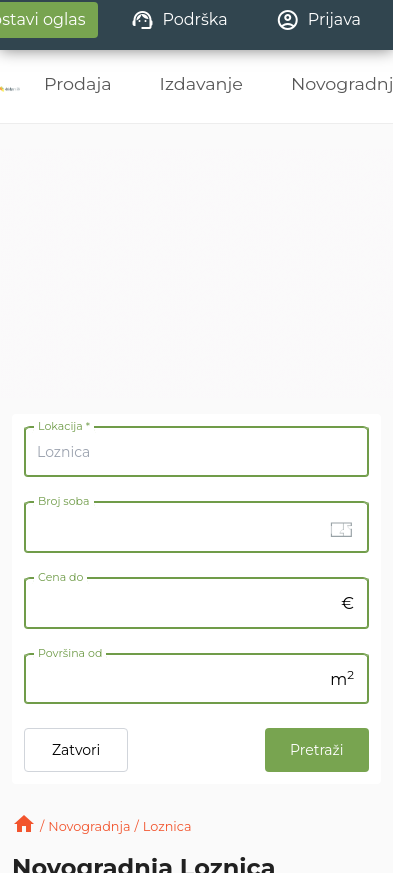 ostavi oglas Podrška Prijava
Prodaja Izdavanje Novogradnj
Lokacija *
Loznica
Broj soba
Cena do
€
Površina od
m²
Zatvori Pretraži
/ Novogradnja / Loznica
Novogradnja Loznica